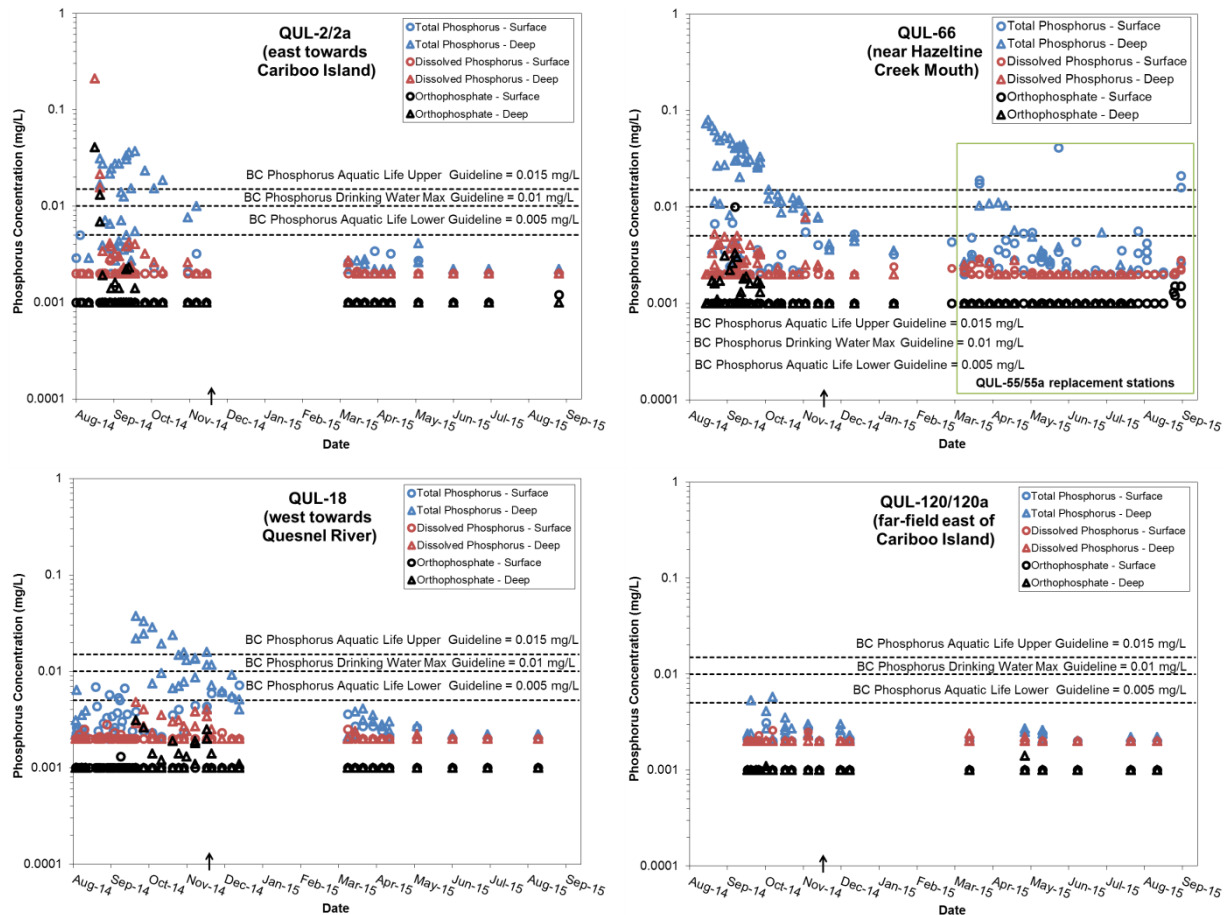 QUL-2/2a
(east towards
Cariboo Island)
Total Phosphorus - Surface
Total Phosphorus - Deep
Dissolved Phosphorus - Surface
Dissolved Phosphorus - Deep
Orthophosphate - Surface
Orthophosphate - Deep
Phosphorus Concentration (mg/L)
1
0.1
0.01
0.001
0.0001
BC Phosphorus Aquatic Life Upper Guideline = 0.015 mg/L
BC Phosphorus Drinking Water Max Guideline = 0.01 mg/L
BC Phosphorus Aquatic Life Lower Guideline = 0.005 mg/L
Aug-14 Sep-14 Oct-14 Nov-14 Dec-14 Jan-15 Feb-15 Mar-15 Apr-15 May-15 Jun-15 Jul-15 Aug-15 Sep-15
Date
QUL-66
(near Hazeltine
Creek Mouth)
Total Phosphorus - Surface
Total Phosphorus - Deep
Dissolved Phosphorus - Surface
Dissolved Phosphorus - Deep
Orthophosphate - Surface
Orthophosphate - Deep
Phosphorus Concentration (mg/L)
1
0.1
0.01
0.001
0.0001
BC Phosphorus Aquatic Life Upper Guideline = 0.015 mg/L
BC Phosphorus Drinking Water Max Guideline = 0.01 mg/L
BC Phosphorus Aquatic Life Lower Guideline = 0.005 mg/L
QUL-55/55a replacement stations
Aug-14 Sep-14 Oct-14 Nov-14 Dec-14 Jan-15 Feb-15 Mar-15 Apr-15 May-15 Jun-15 Jul-15 Aug-15 Sep-15
Date
QUL-18
(west towards
Quesnel River)
Total Phosphorus - Surface
Total Phosphorus - Deep
Dissolved Phosphorus - Surface
Dissolved Phosphorus - Deep
Orthophosphate - Surface
Orthophosphate - Deep
Phosphorus Concentration (mg/L)
1
0.1
0.01
0.001
0.0001
BC Phosphorus Aquatic Life Upper Guideline = 0.015 mg/L
BC Phosphorus Drinking Water Max Guideline = 0.01 mg/L
BC Phosphorus Aquatic Life Lower Guideline = 0.005 mg/L
Aug-14 Sep-14 Oct-14 Nov-14 Dec-14 Jan-15 Feb-15 Mar-15 Apr-15 May-15 Jun-15 Jul-15 Aug-15 Sep-15
Date
QUL-120/120a
(far-field east of
Cariboo Island)
Total Phosphorus - Surface
Total Phosphorus - Deep
Dissolved Phosphorus - Surface
Dissolved Phosphorus - Deep
Orthophosphate - Surface
Orthophosphate - Deep
Phosphorus Concentration (mg/L)
1
0.1
0.01
0.001
0.0001
BC Phosphorus Aquatic Life Upper Guideline = 0.015 mg/L
BC Phosphorus Drinking Water Max Guideline = 0.01 mg/L
BC Phosphorus Aquatic Life Lower Guideline = 0.005 mg/L
Aug-14 Sep-14 Oct-14 Nov-14 Dec-14 Jan-15 Feb-15 Mar-15 Apr-15 May-15 Jun-15 Jul-15 Aug-15 Sep-15
Date